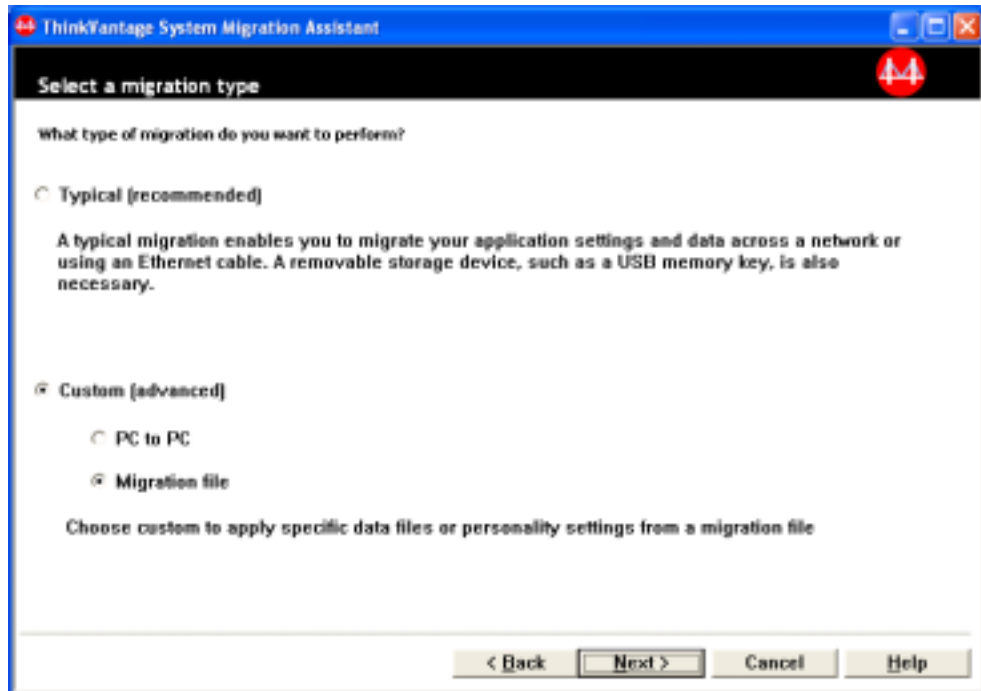 ThinkVantage System Migration Assistant
Select a migration type
What type of migration do you want to perform?
Typical (recommended)
A typical migration enables you to migrate your application settings and data across a network or
using an Ethernet cable. A removable storage device, such as a USB memory key, is also
necessary.
Custom (advanced)
PC to PC
Migration file
Choose custom to apply specific data files or personality settings from a migration file
< Back Next > Cancel Help